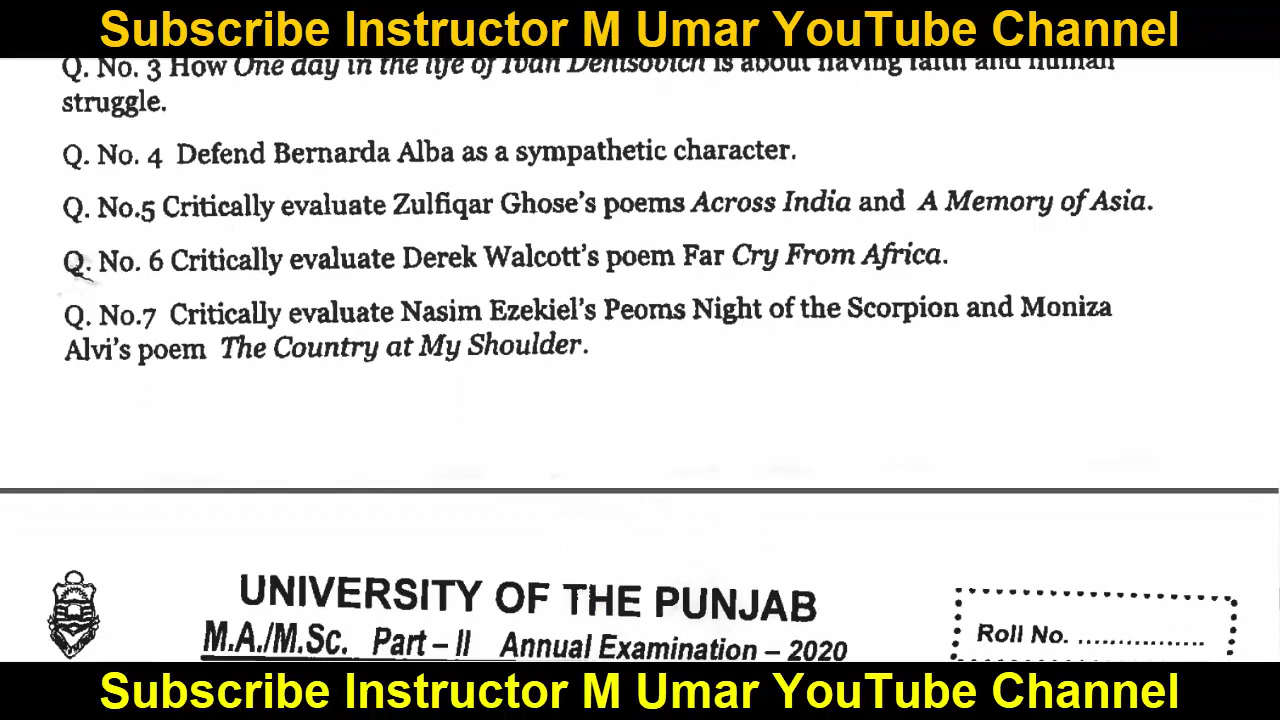 Subscribe Instructor M Umar YouTube Channel
Q. No. 3 How One day in the life of Ivan Denisovich is about having faith and human
struggle.
Q. No. 4 Defend Bernarda Alba as a sympathetic character.
Q. No.5 Critically evaluate Zulfiqar Ghose's poems Across India and A Memory of Asia.
Q. No. 6 Critically evaluate Derek Walcott's poem Far Cry From Africa.
Q. No.7 Critically evaluate Nasim Ezekiel's Peoms Night of the Scorpion and Moniza
Alvi's poem The Country at My Shoulder.
UNIVERSITY OF THE PUNJAB
M.A./M.Sc. Part – II Annual Examination – 2020
Roll No. ..................
Subscribe Instructor M Umar YouTube Channel